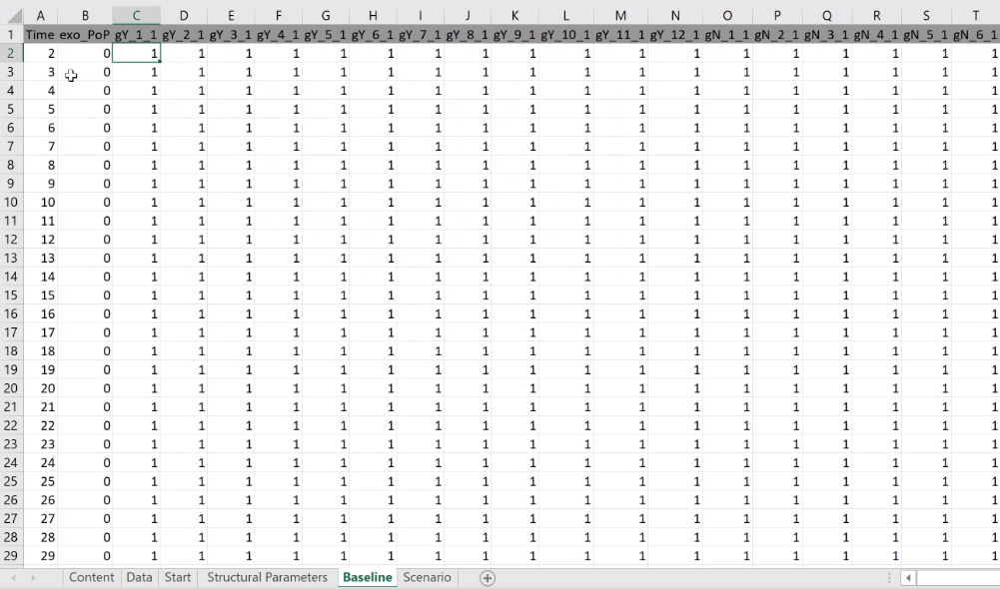 A B C D E F G H I J K L M N O P Q R S T
1 Time exo_PoP gY_1_1 gY_2_1 gY_3_1 gY_4_1 gY_5_1 gY_6_1 gY_7_1 gY_8_1 gY_9_1 gY_10_1 gY_11_1 gY_12_1 gN_1_1 gN_2_1 gN_3_1 gN_4_1 gN_5_1 gN_6_1
2 2 0 1 1 1 1 1 1 1 1 1 1 1 1 1 1 1 1 1 1
3 3 0 1 1 1 1 1 1 1 1 1 1 1 1 1 1 1 1 1 1
4 4 0 1 1 1 1 1 1 1 1 1 1 1 1 1 1 1 1 1 1
5 5 0 1 1 1 1 1 1 1 1 1 1 1 1 1 1 1 1 1 1
6 6 0 1 1 1 1 1 1 1 1 1 1 1 1 1 1 1 1 1 1
7 7 0 1 1 1 1 1 1 1 1 1 1 1 1 1 1 1 1 1 1
8 8 0 1 1 1 1 1 1 1 1 1 1 1 1 1 1 1 1 1 1
9 9 0 1 1 1 1 1 1 1 1 1 1 1 1 1 1 1 1 1 1
10 10 0 1 1 1 1 1 1 1 1 1 1 1 1 1 1 1 1 1 1
11 11 0 1 1 1 1 1 1 1 1 1 1 1 1 1 1 1 1 1 1
12 12 0 1 1 1 1 1 1 1 1 1 1 1 1 1 1 1 1 1 1
13 13 0 1 1 1 1 1 1 1 1 1 1 1 1 1 1 1 1 1 1
14 14 0 1 1 1 1 1 1 1 1 1 1 1 1 1 1 1 1 1 1
15 15 0 1 1 1 1 1 1 1 1 1 1 1 1 1 1 1 1 1 1
16 16 0 1 1 1 1 1 1 1 1 1 1 1 1 1 1 1 1 1 1
17 17 0 1 1 1 1 1 1 1 1 1 1 1 1 1 1 1 1 1 1
18 18 0 1 1 1 1 1 1 1 1 1 1 1 1 1 1 1 1 1 1
19 19 0 1 1 1 1 1 1 1 1 1 1 1 1 1 1 1 1 1 1
20 20 0 1 1 1 1 1 1 1 1 1 1 1 1 1 1 1 1 1 1
21 21 0 1 1 1 1 1 1 1 1 1 1 1 1 1 1 1 1 1 1
22 22 0 1 1 1 1 1 1 1 1 1 1 1 1 1 1 1 1 1 1
23 23 0 1 1 1 1 1 1 1 1 1 1 1 1 1 1 1 1 1 1
24 24 0 1 1 1 1 1 1 1 1 1 1 1 1 1 1 1 1 1 1
25 25 0 1 1 1 1 1 1 1 1 1 1 1 1 1 1 1 1 1 1
26 26 0 1 1 1 1 1 1 1 1 1 1 1 1 1 1 1 1 1 1
27 27 0 1 1 1 1 1 1 1 1 1 1 1 1 1 1 1 1 1 1
28 28 0 1 1 1 1 1 1 1 1 1 1 1 1 1 1 1 1 1 1
29 29 0 1 1 1 1 1 1 1 1 1 1 1 1 1 1 1 1 1 1
Content Data Start Structural Parameters Baseline Scenario